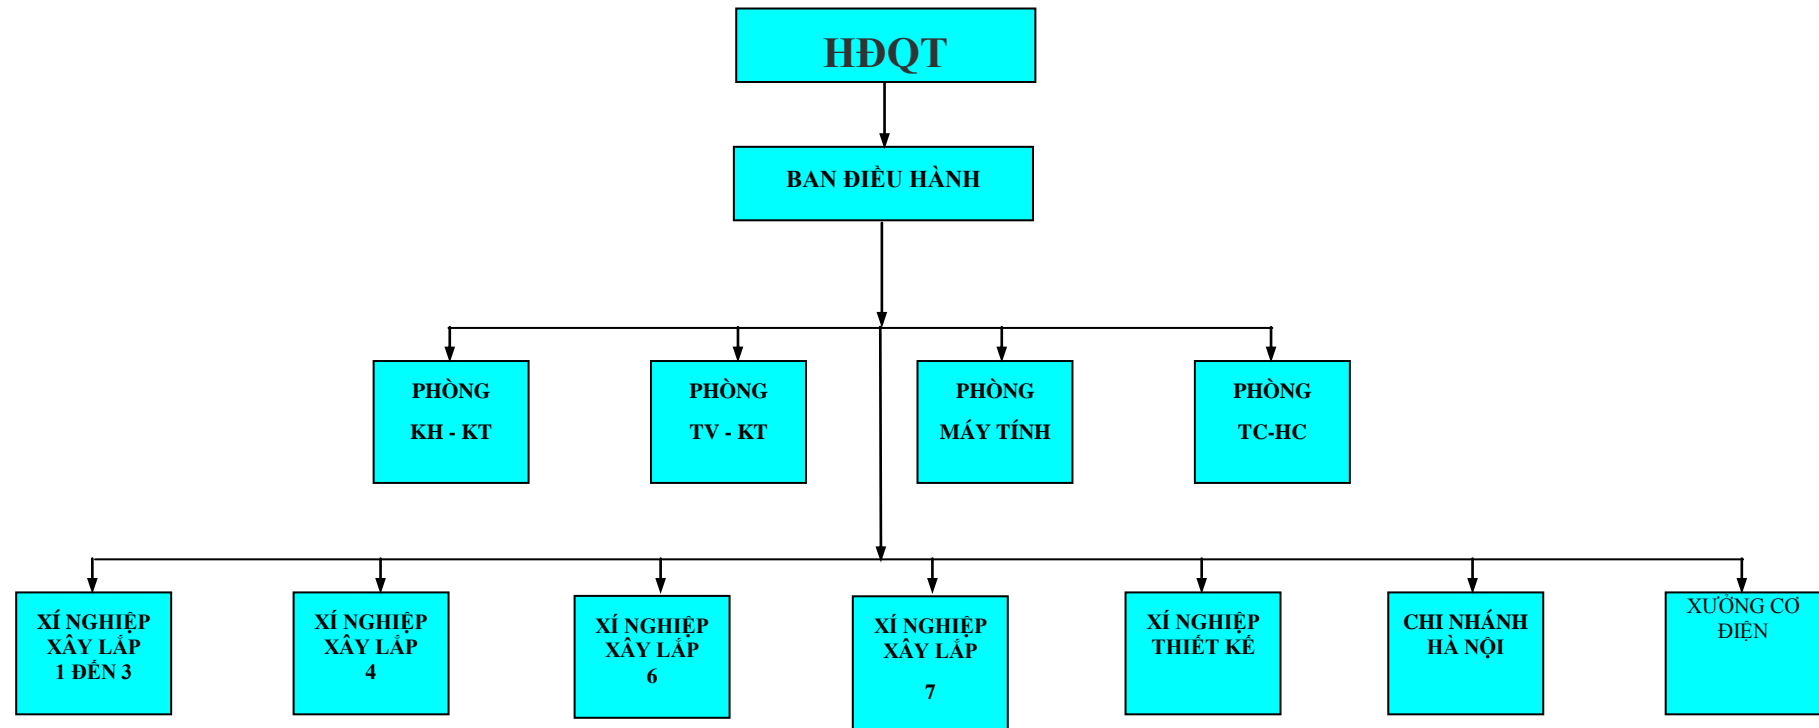 HĐQT
BAN ĐIỀU HÀNH
PHÒNG
KH - KT
PHÒNG
TV - KT
PHÒNG
MÁY TÍNH
PHÒNG
TC-HC
XÍ NGHIỆP
XÂY LẮP
1 ĐẾN 3
XÍ NGHIỆP
XÂY LẮP
4
XÍ NGHIỆP
XÂY LẮP
6
XÍ NGHIỆP
XÂY LẮP
7
XÍ NGHIỆP
THIẾT KẾ
CHI NHÁNH
HÀ NỘI
XƯỞNG CƠ
ĐIỆN